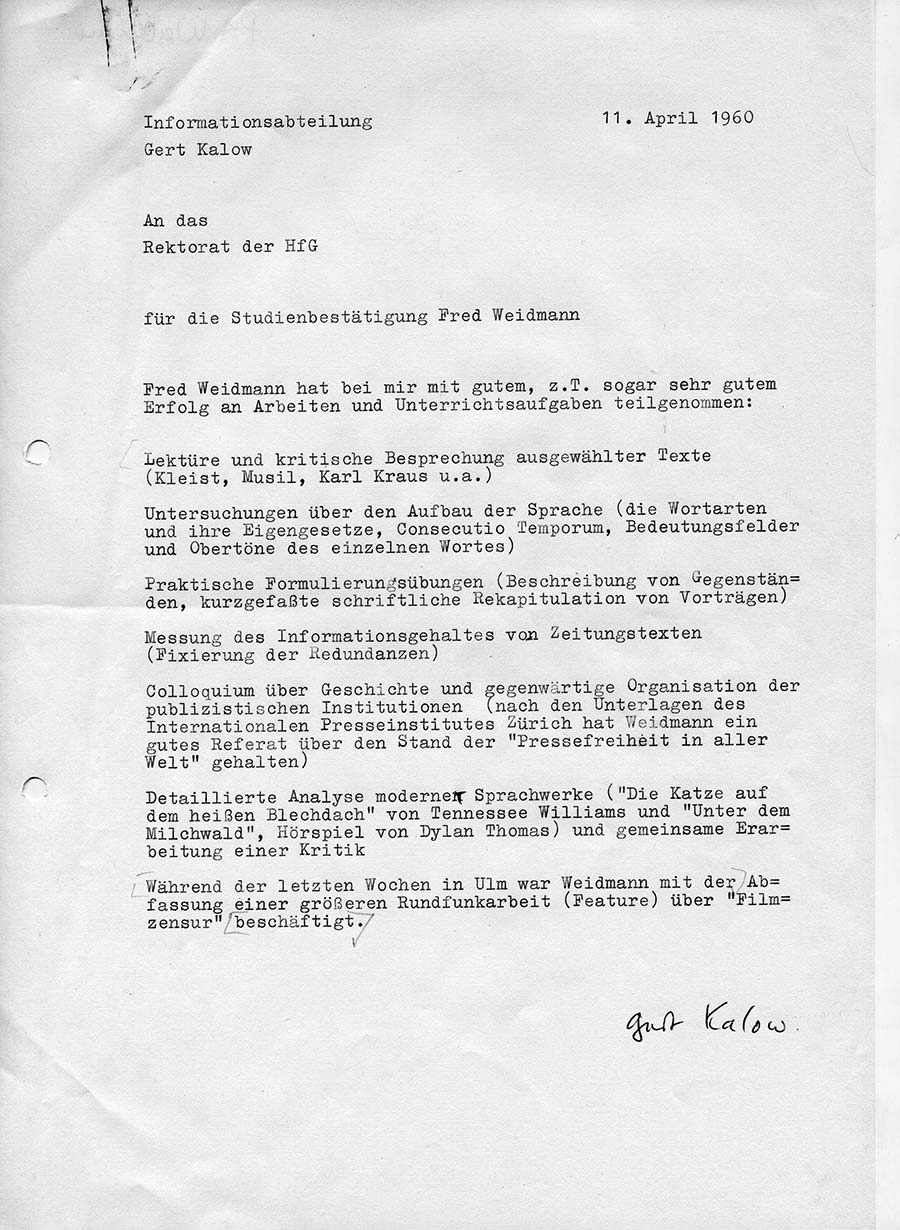 Informationsabteilung
11. April 1960
Gert Kalow
An das
Rektorat der HfG
für die Studienbestätigung Fred Weidmann
Fred Weidmann hat bei mir mit gutem, z.T. sogar sehr gutem
Erfolg an Arbeiten und Unterrichtsaufgaben teilgenommen:
Lektüre und kritische Besprechung ausgewählter Texte
(Kleist, Musil, Karl Kraus u.a.)
Untersuchungen über den Aufbau der Sprache (die Wortarten
und ihre Eigengesetze, Consecutio Temporum, Bedeutungsfelder
und Obertöne des einzelnen Wortes)
Praktische Formulierungsübungen (Beschreibung von Gegenstän=
den, kurzgefaßte schriftliche Rekapitulation von Vorträgen)
Messung des Informationsgehaltes von Zeitungstexten
(Fixierung der Redundanzen)
Colloquium über Geschichte und gegenwärtige Organisation der
publizistischen Institutionen (nach den Unterlagen des
Internationalen Presseinstitutes Zürich hat Weidmann ein
gutes Referat über den Stand der "Pressefreiheit in aller
Welt" gehalten)
Detaillierte Analyse moderner Sprachwerke ("Die Katze auf
dem heißen Blechdach" von Tennessee Williams und "Unter dem
Milchwald", Hörspiel von Dylan Thomas) und gemeinsame Erar=
beitung einer Kritik
Während der letzten Wochen in Ulm war Weidmann mit der Ab=
fassung einer größeren Rundfunkarbeit (Feature) über "Film=
zensur" beschäftigt.
Gert Kalow.